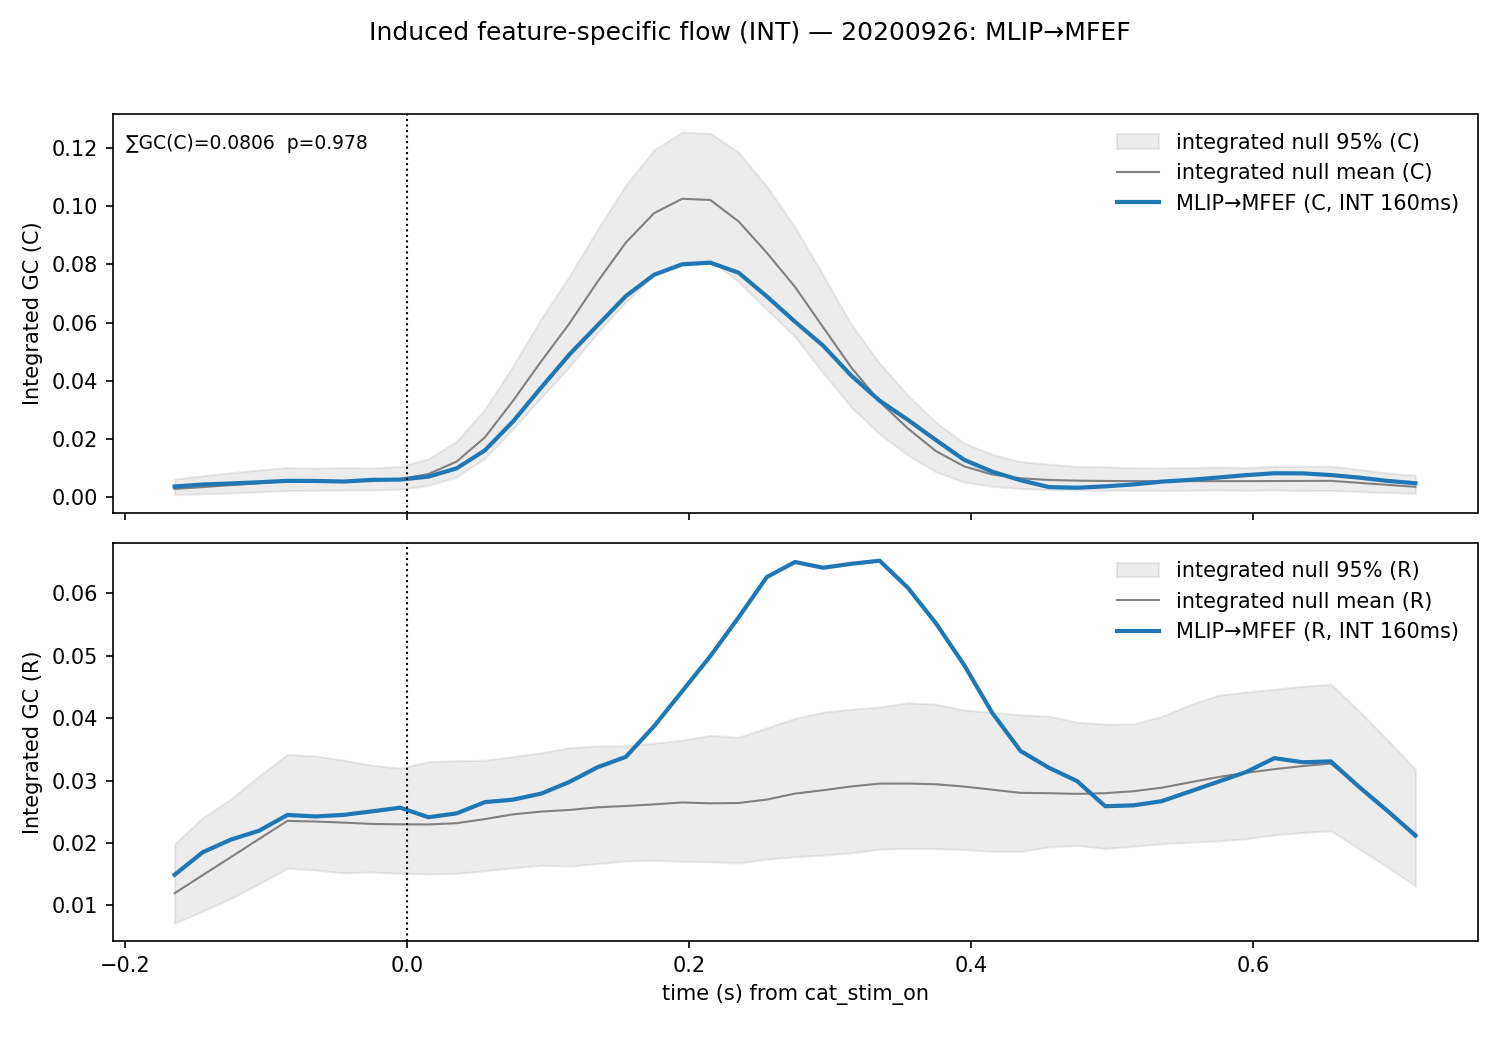 Induced feature-specific flow (INT) — 20200926: MLIP→MFEF
∑GC(C)=0.0806  p=0.978
integrated null 95% (C)
integrated null mean (C)
MLIP→MFEF (C, INT 160ms)
Integrated GC (C)
0.12
0.10
0.08
0.06
0.04
0.02
0.00
integrated null 95% (R)
integrated null mean (R)
MLIP→MFEF (R, INT 160ms)
Integrated GC (R)
0.06
0.05
0.04
0.03
0.02
0.01
−0.2 0.0 0.2 0.4 0.6
time (s) from cat_stim_on